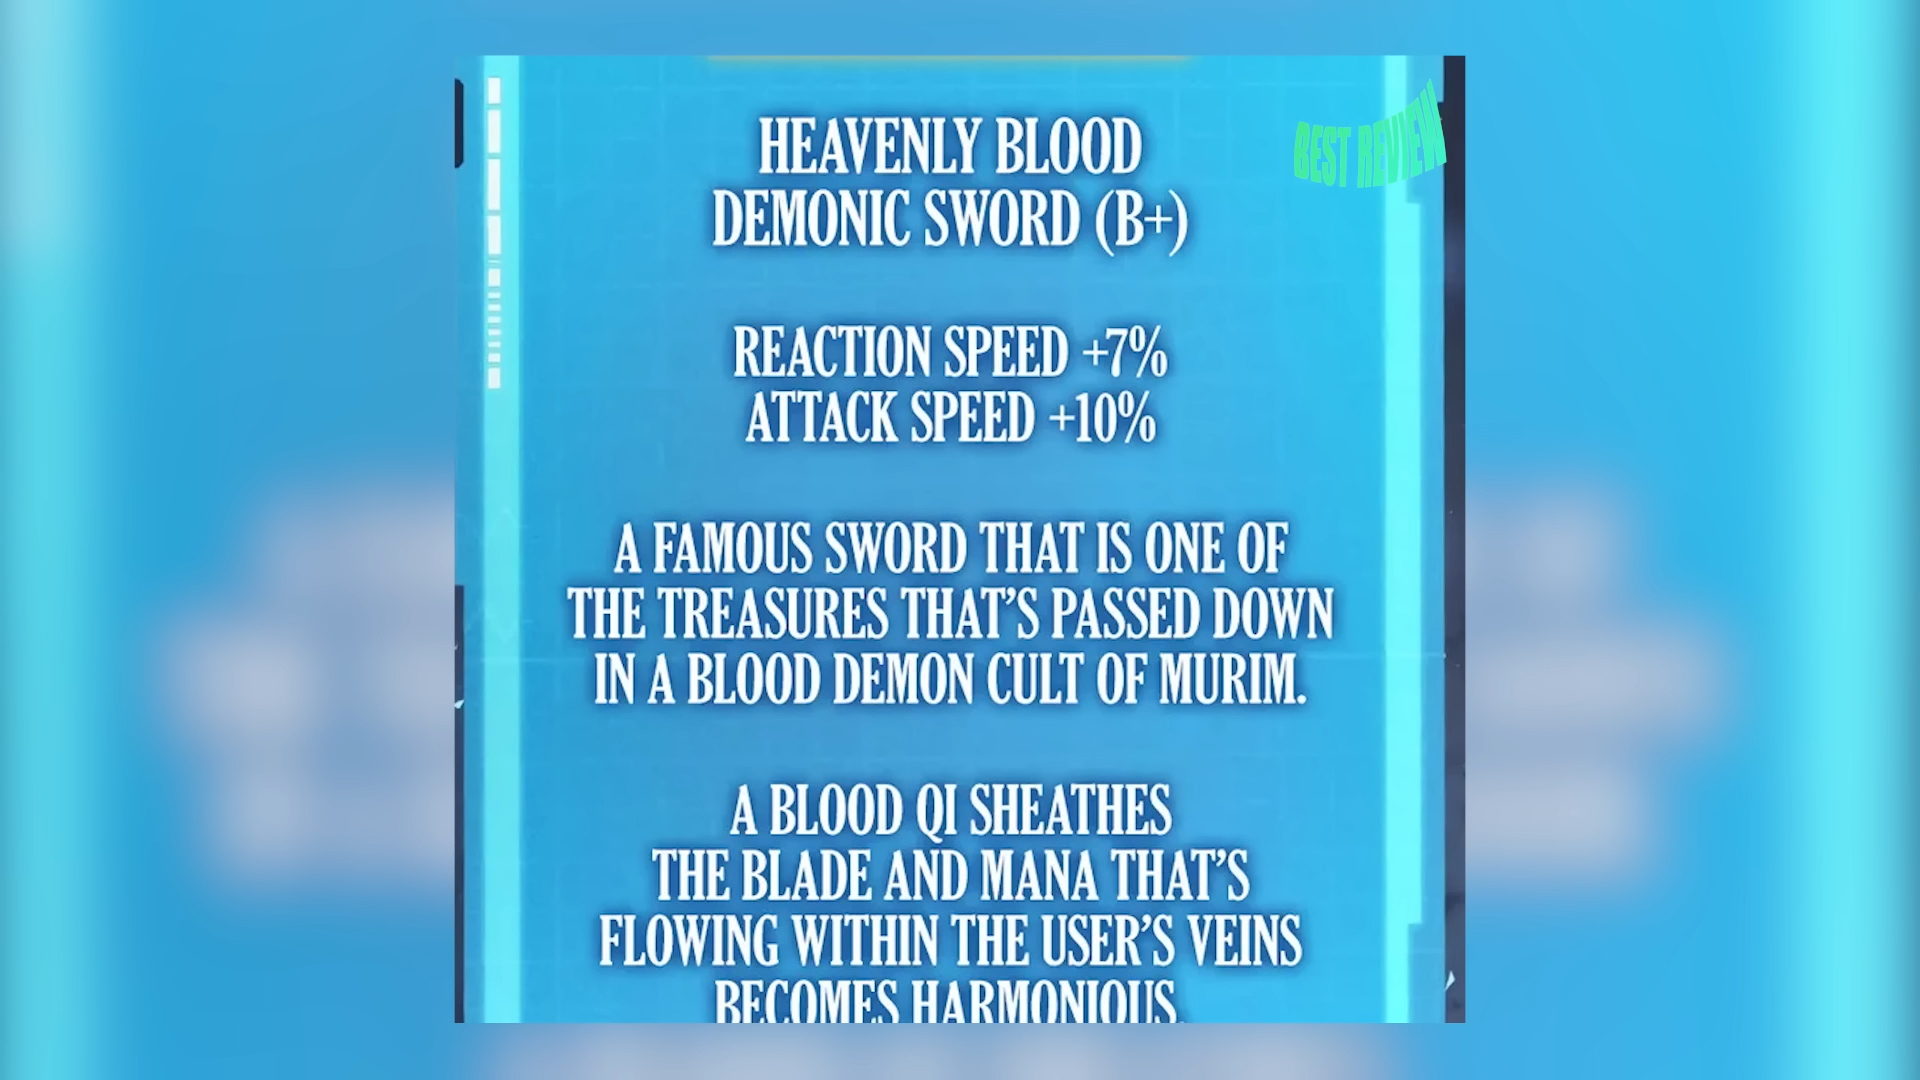 HEAVENLY BLOOD
DEMONIC SWORD (B+)
BEST REVIEW
REACTION SPEED +7%
ATTACK SPEED +10%
A FAMOUS SWORD THAT IS ONE OF
THE TREASURES THAT'S PASSED DOWN
IN A BLOOD DEMON CULT OF MURIM.
A BLOOD QI SHEATHES
THE BLADE AND MANA THAT'S
FLOWING WITHIN THE USER'S VEINS
BECOMES HARMONIOUS.